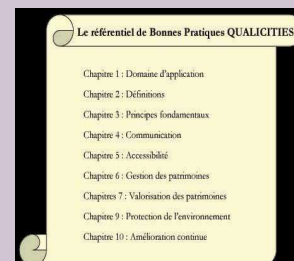 Le référentiel de Bonnes Pratiques QUALICITIES
Chapitre 1 : Domaine d'application
Chapitre 2 : Définitions
Chapitre 3 : Principes fondamentaux
Chapitre 4 : Communication
Chapitre 5 : Accessibilité
Chapitre 6 : Gestion des patrimoines
Chapitres 7 : Valorisation des patrimoines
Chapitre 9 : Protection de l'environnement
Chapitre 10 : Amélioration continue